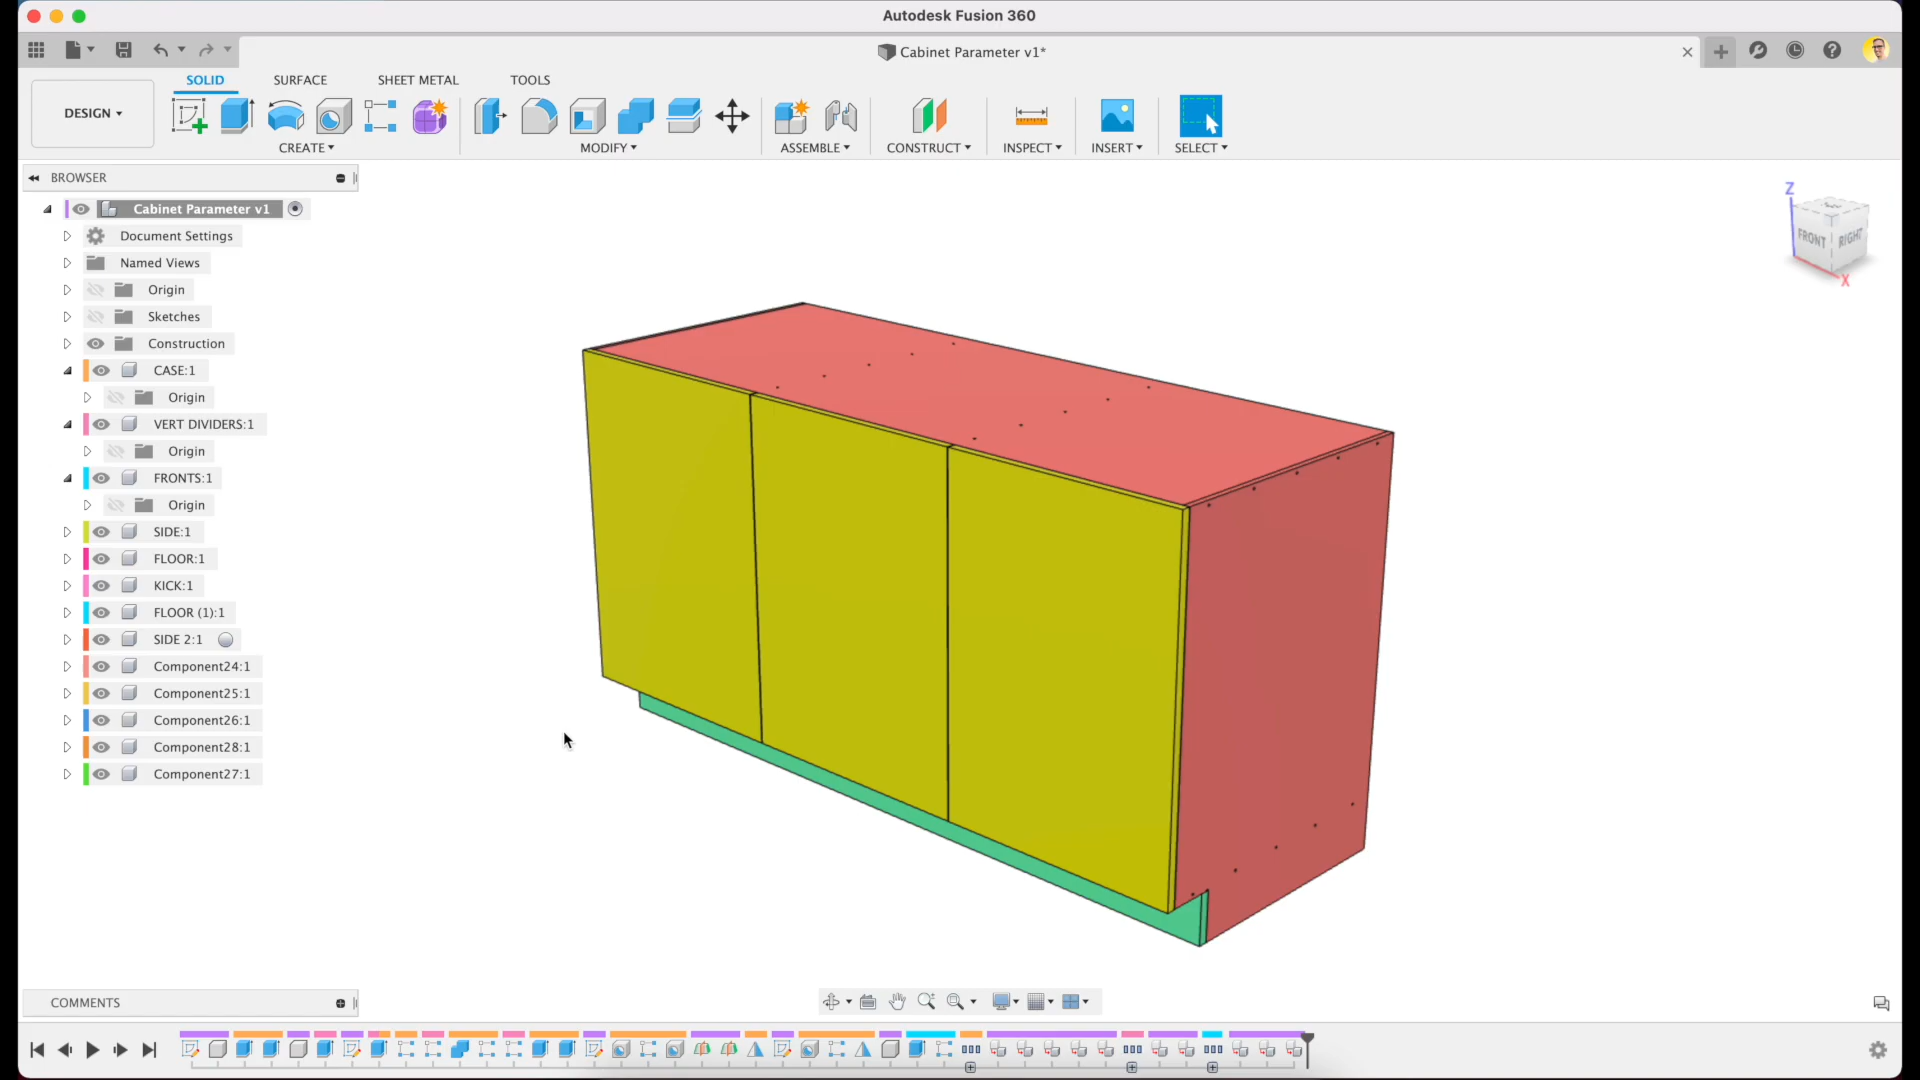 Autodesk Fusion 360
Cabinet Parameter v1*
SOLID SURFACE SHEET METAL TOOLS
DESIGN
CREATE MODIFY ASSEMBLE CONSTRUCT INSPECT INSERT SELECT
BROWSER
Cabinet Parameter v1
Document Settings
Named Views
Origin
Sketches
Construction
CASE:1
Origin
VERT DIVIDERS:1
Origin
FRONTS:1
Origin
SIDE:1
FLOOR:1
KICK:1
FLOOR (1):1
SIDE 2:1
Component24:1
Component25:1
Component26:1
Component28:1
Component27:1
Z
FRONT RIGHT
X
COMMENTS